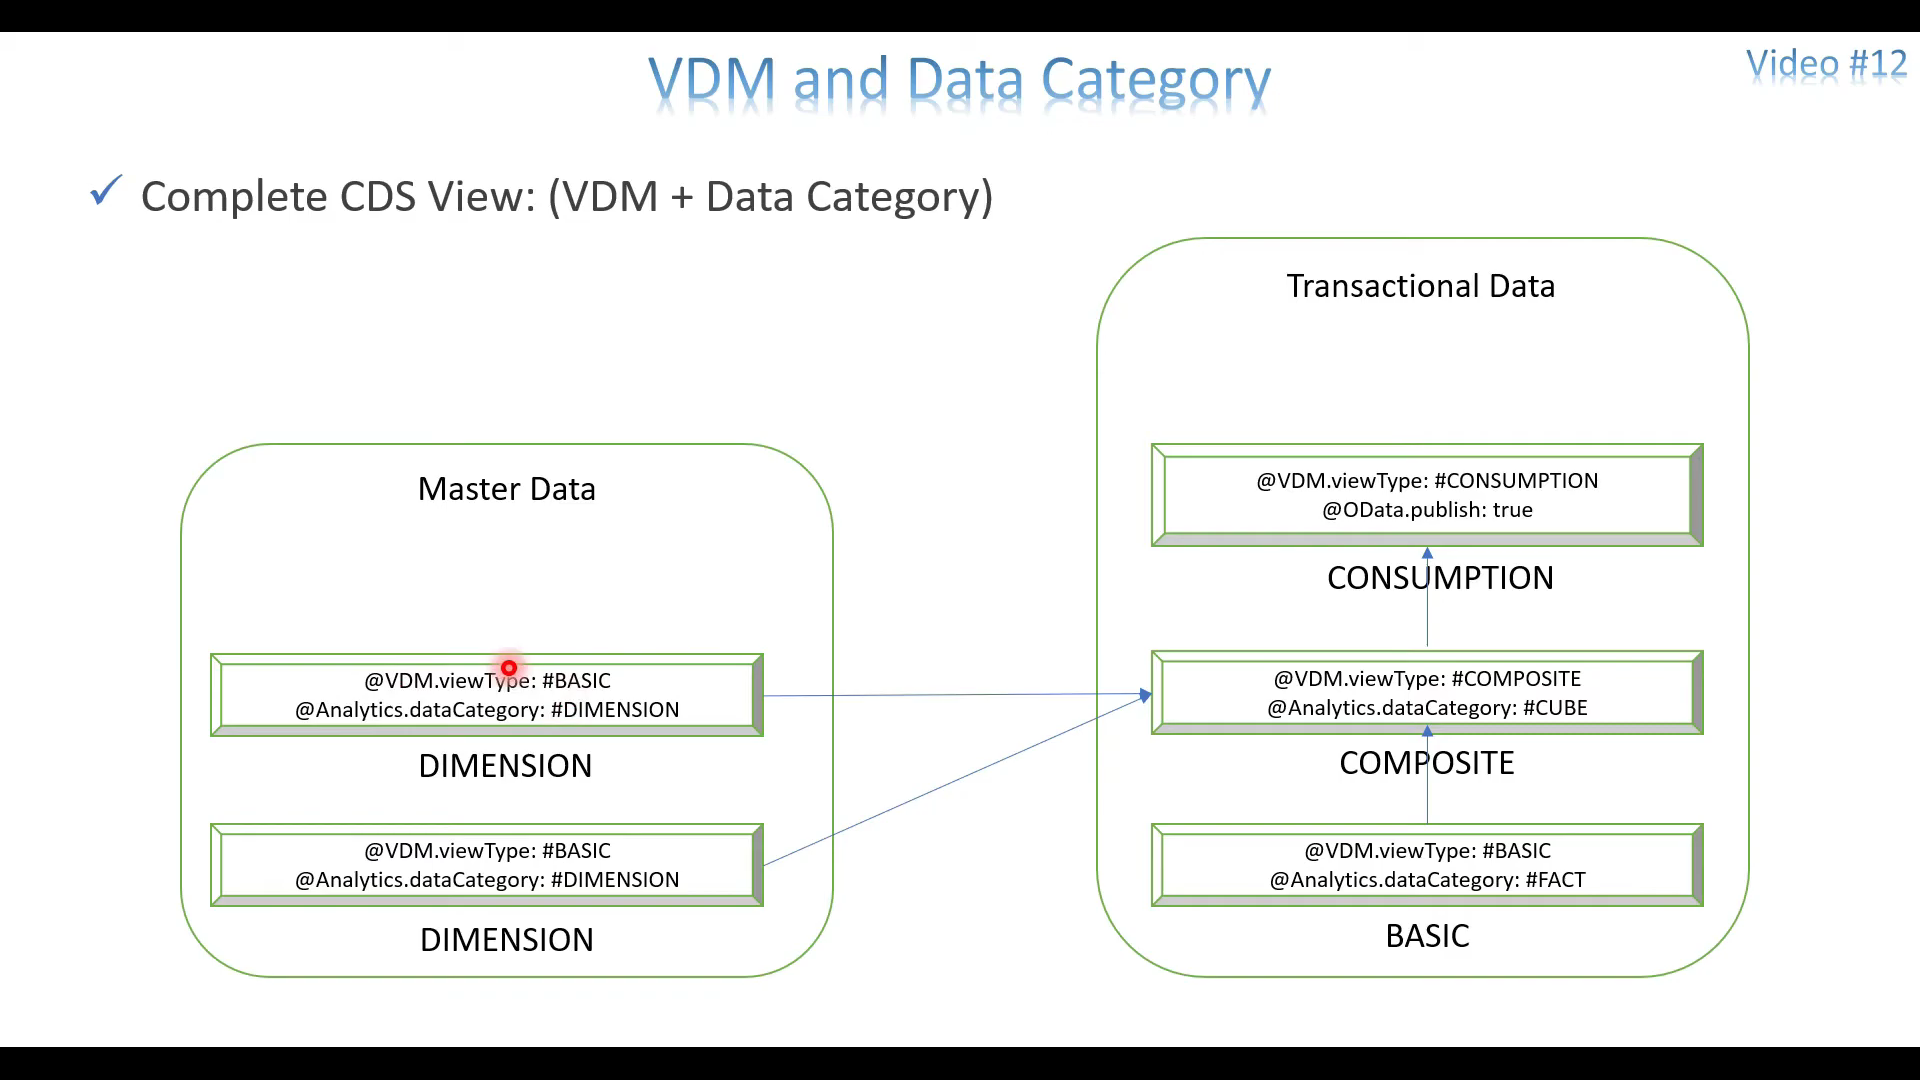 VDM and Data Category
Video #12
Complete CDS View: (VDM + Data Category)
Master Data
@VDM.viewType: #BASIC
@Analytics.dataCategory: #DIMENSION
DIMENSION
@VDM.viewType: #BASIC
@Analytics.dataCategory: #DIMENSION
DIMENSION
Transactional Data
@VDM.viewType: #CONSUMPTION
@OData.publish: true
CONSUMPTION
@VDM.viewType: #COMPOSITE
@Analytics.dataCategory: #CUBE
COMPOSITE
@VDM.viewType: #BASIC
@Analytics.dataCategory: #FACT
BASIC